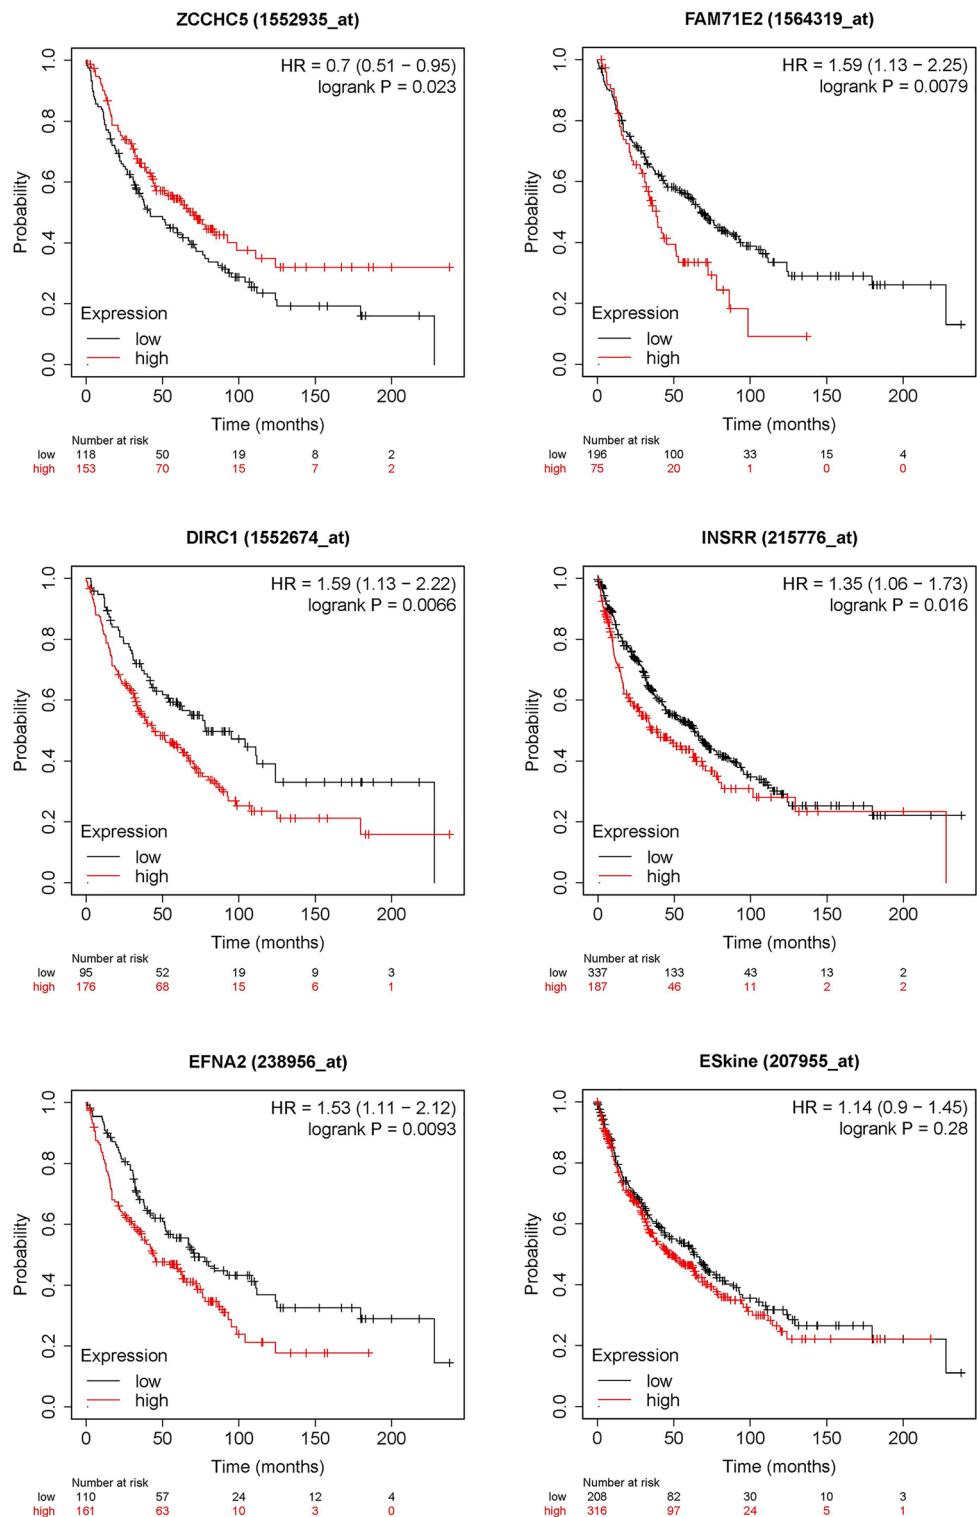 ZCCHC5 (1552935_at)
HR = 0.7 (0.51 − 0.95)
logrank P = 0.023
Probability
0.0 0.2 0.4 0.6 0.8 1.0
Expression
low
high
0 50 100 150 200
Time (months)
Number at risk
low 118 50 19 8 2
high 153 70 15 7 2
FAM71E2 (1564319_at)
HR = 1.59 (1.13 − 2.25)
logrank P = 0.0079
Probability
0.0 0.2 0.4 0.6 0.8 1.0
Expression
low
high
0 50 100 150 200
Time (months)
Number at risk
low 196 100 33 15 4
high 75 20 1 0 0
DIRC1 (1552674_at)
HR = 1.59 (1.13 − 2.22)
logrank P = 0.0066
Probability
0.0 0.2 0.4 0.6 0.8 1.0
Expression
low
high
0 50 100 150 200
Time (months)
Number at risk
low 95 52 19 9 3
high 176 68 15 6 1
INSRR (215776_at)
HR = 1.35 (1.06 − 1.73)
logrank P = 0.016
Probability
0.0 0.2 0.4 0.6 0.8 1.0
Expression
low
high
0 50 100 150 200
Time (months)
Number at risk
low 337 133 43 13 2
high 187 46 11 2 2
EFNA2 (238956_at)
HR = 1.53 (1.11 − 2.12)
logrank P = 0.0093
Probability
0.0 0.2 0.4 0.6 0.8 1.0
Expression
low
high
0 50 100 150 200
Time (months)
Number at risk
low 110 57 24 12 4
high 161 63 10 3 0
ESkine (207955_at)
HR = 1.14 (0.9 − 1.45)
logrank P = 0.28
Probability
0.0 0.2 0.4 0.6 0.8 1.0
Expression
low
high
0 50 100 150 200
Time (months)
Number at risk
low 208 82 30 10 3
high 316 97 24 5 1